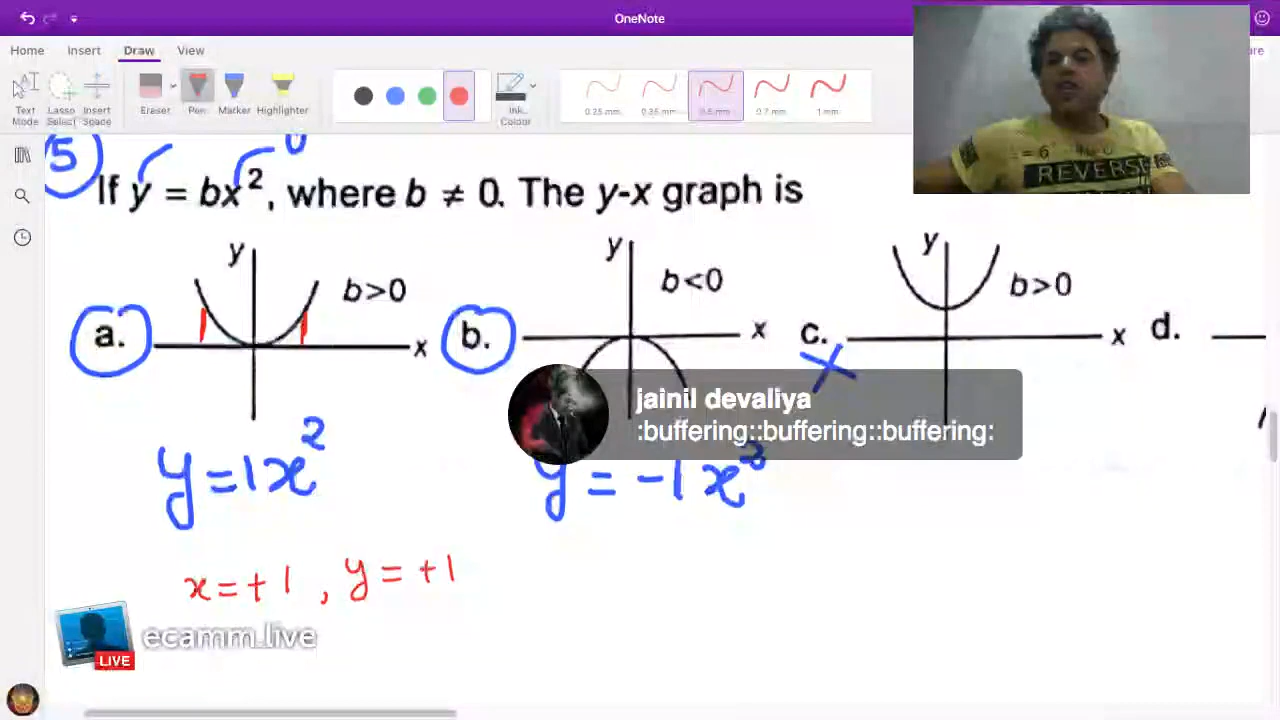 OneNote
Home Insert Draw View
Text Mode
Lasso Select
Insert Space
Eraser
Pen
Marker
Highlighter
Ink Colour
0.25 mm
0.35 mm
0.5 mm
0.7 mm
1 mm
= 6
REVERSE
5
0
If y = bx², where b ≠ 0. The y-x graph is
a. y b>0 x
b. y b<0 x
c. y b>0 x
d.
jainil devaliya
:buffering::buffering::buffering:
y = 1x²
y = -1x²
x = +1, y = +1
ecamm.live
LIVE